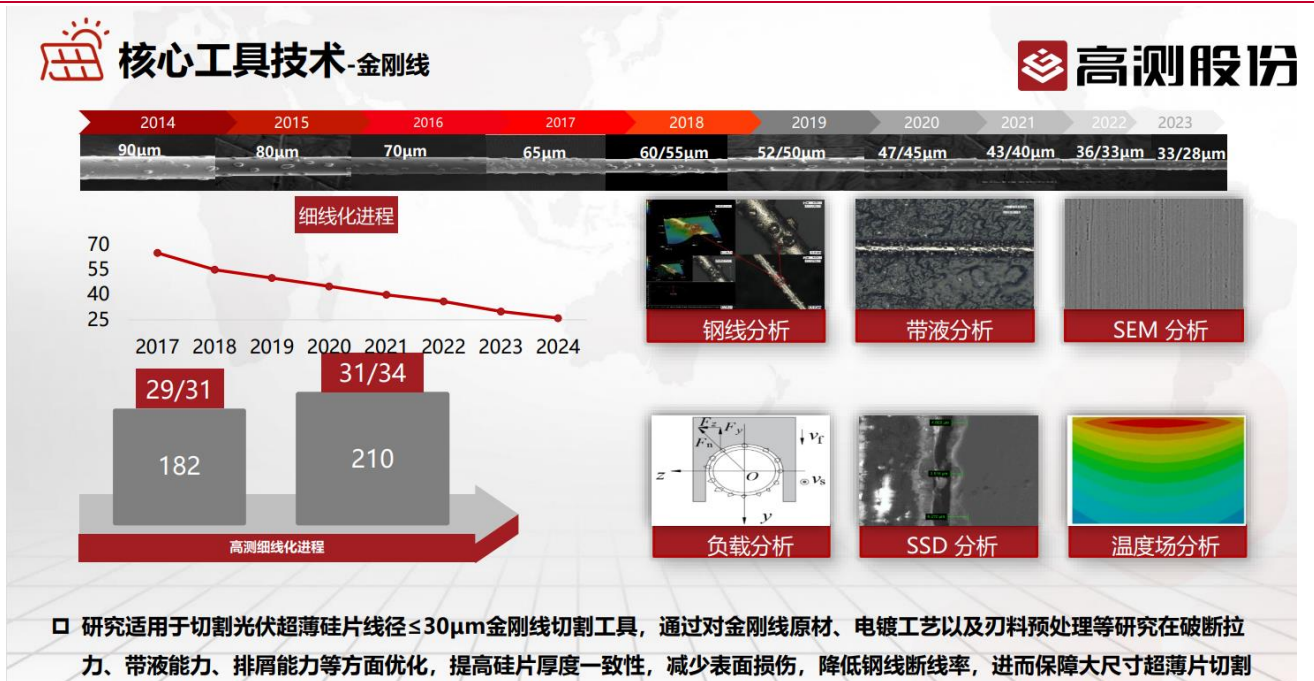 核心工具技术-金刚线
高测股份
2014 2015 2016 2017 2018 2019 2020 2021 2022 2023
90μm 80μm 70μm 65μm 60/55μm 52/50μm 47/45μm 43/40μm 36/33μm 33/28μm
细线化进程
70
55
40
25
2017 2018 2019 2020 2021 2022 2023 2024
29/31 31/34
182 210
高测细线化进程
钢线分析 带液分析 SEM 分析
Fz Fy
Fn
vf
z O vs
y
负载分析 SSD 分析 温度场分析
研究适用于切割光伏超薄硅片线径≤30μm金刚线切割工具，通过对金刚线原材、电镀工艺以及刃料预处理等研究在破断拉
力、带液能力、排屑能力等方面优化，提高硅片厚度一致性，减少表面损伤，降低钢线断线率，进而保障大尺寸超薄片切割